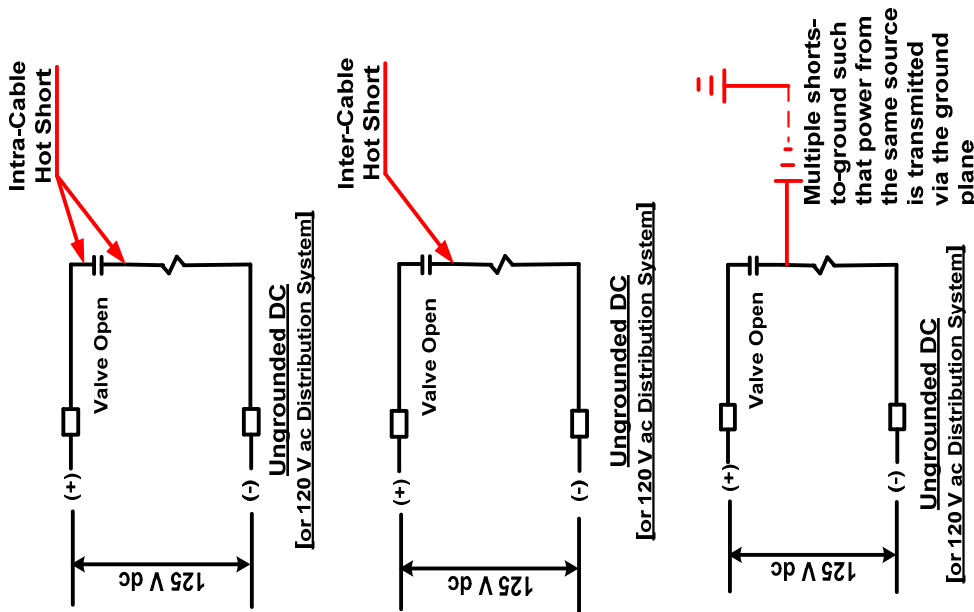 Intra-Cable
Hot Short
(+)
Valve Open
125 V dc
(-)
Ungrounded DC
[or 120 V ac Distribution System]
Inter-Cable
Hot Short
(+)
Valve Open
125 V dc
(-)
Ungrounded DC
[or 120 V ac Distribution System]
Multiple shorts-
to-ground such
that power from
the same source
is transmitted
via the ground
plane
(+)
Valve Open
125 V dc
(-)
Ungrounded DC
[or 120 V ac Distribution System]